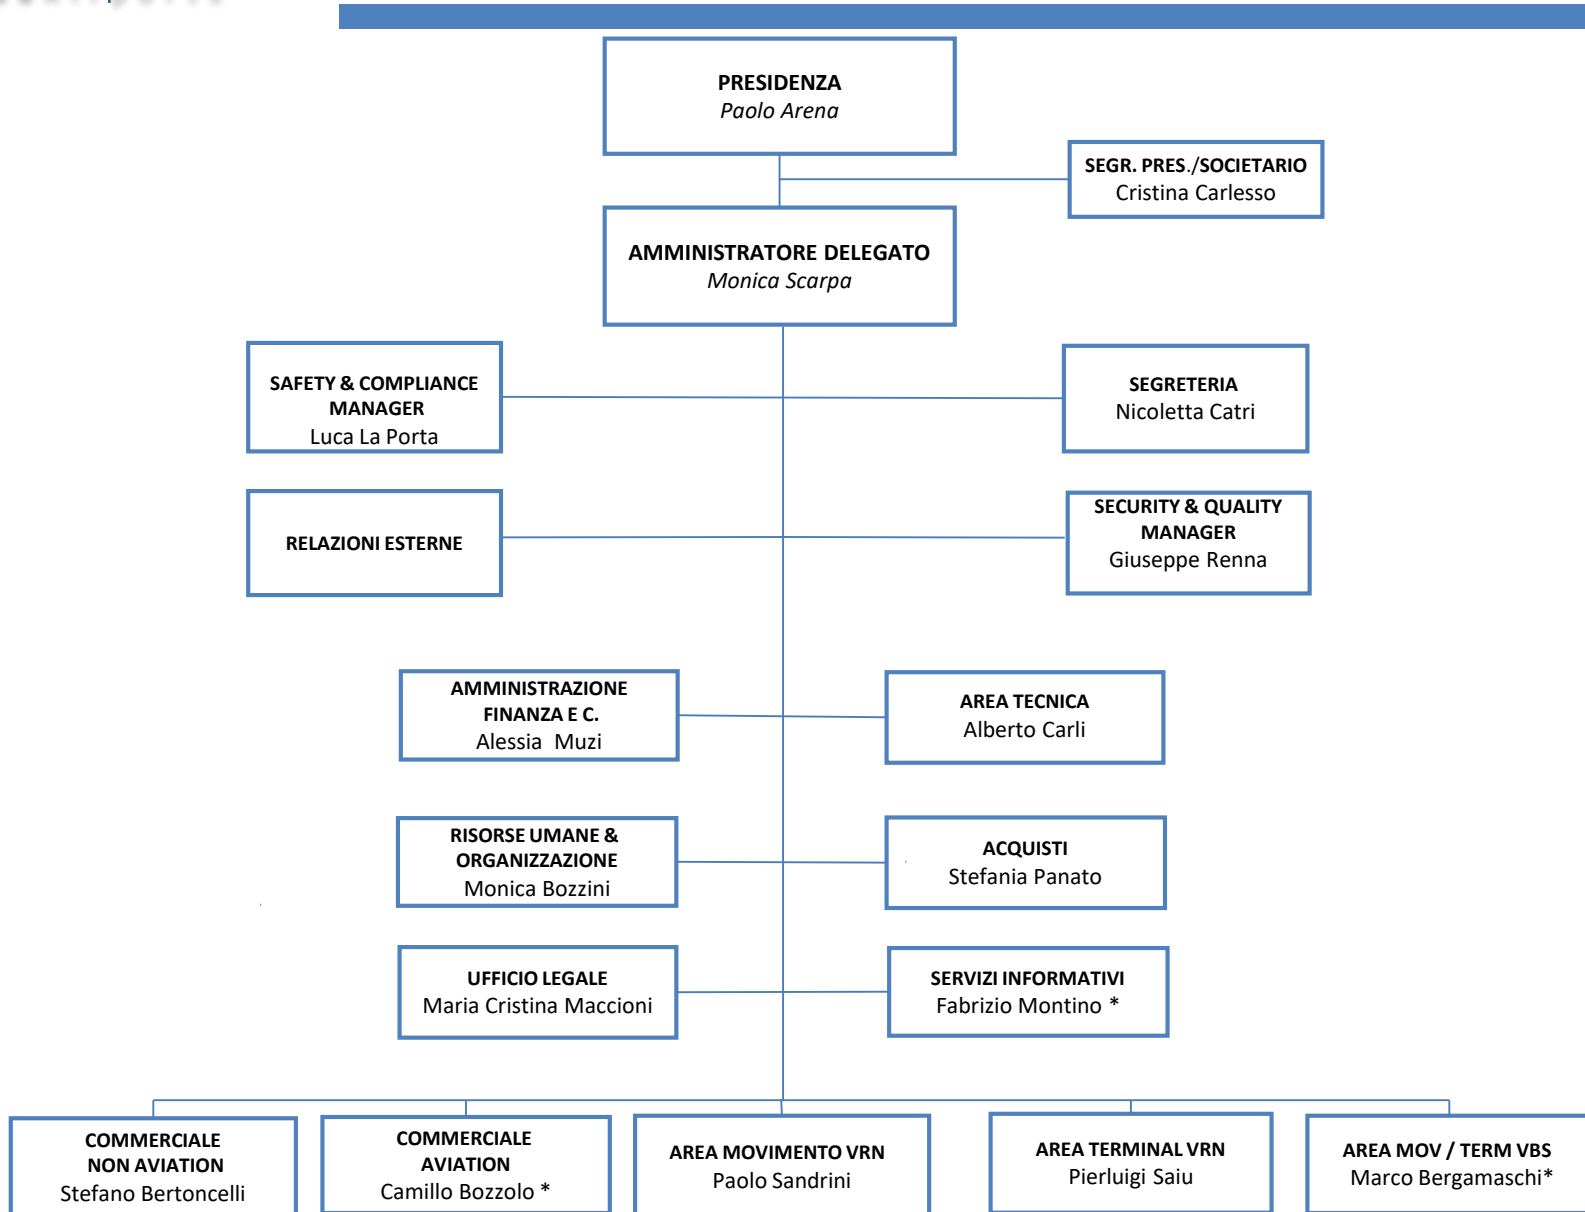 PRESIDENZA
Paolo Arena
SEGR. PRES./SOCIETARIO
Cristina Carlesso
AMMINISTRATORE DELEGATO
Monica Scarpa
SAFETY & COMPLIANCE
MANAGER
Luca La Porta
SEGRETERIA
Nicoletta Catri
RELAZIONI ESTERNE
SECURITY & QUALITY
MANAGER
Giuseppe Renna
AMMINISTRAZIONE
FINANZA E C.
Alessia Muzi
AREA TECNICA
Alberto Carli
RISORSE UMANE &
ORGANIZZAZIONE
Monica Bozzini
ACQUISTI
Stefania Panato
UFFICIO LEGALE
Maria Cristina Maccioni
SERVIZI INFORMATIVI
Fabrizio Montino *
COMMERCIALE
NON AVIATION
Stefano Bertoncelli
COMMERCIALE
AVIATION
Camillo Bozzolo *
AREA MOVIMENTO VRN
Paolo Sandrini
AREA TERMINAL VRN
Pierluigi Saiu
AREA MOV / TERM VBS
Marco Bergamaschi*